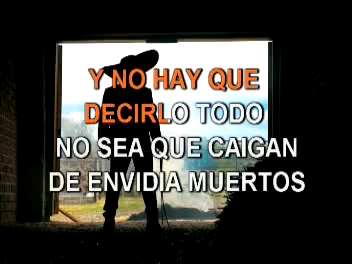 Y NO HAY QUE
DECIRLO TODO
NO SEA QUE CAIGAN
DE ENVIDIA MUERTOS